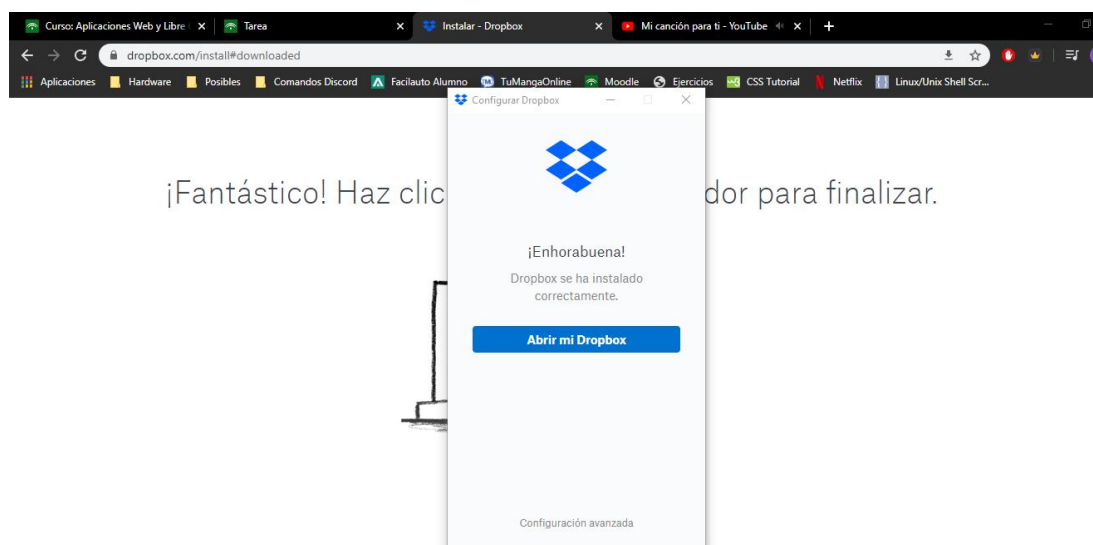 Curso: Aplicaciones Web y Libre
Tarea
Instalar - Dropbox
Mi canción para ti - YouTube
dropbox.com/install#downloaded
Aplicaciones
Hardware
Posibles
Comandos Discord
Facilauto Alumno
TuMangaOnline
Moodle
Ejercicios
CSS Tutorial
Netflix
Linux/Unix Shell Scr...
Configurar Dropbox
¡Fantástico! Haz clic
dor para finalizar.
¡Enhorabuena!
Dropbox se ha instalado
correctamente.
Abrir mi Dropbox
Configuración avanzada